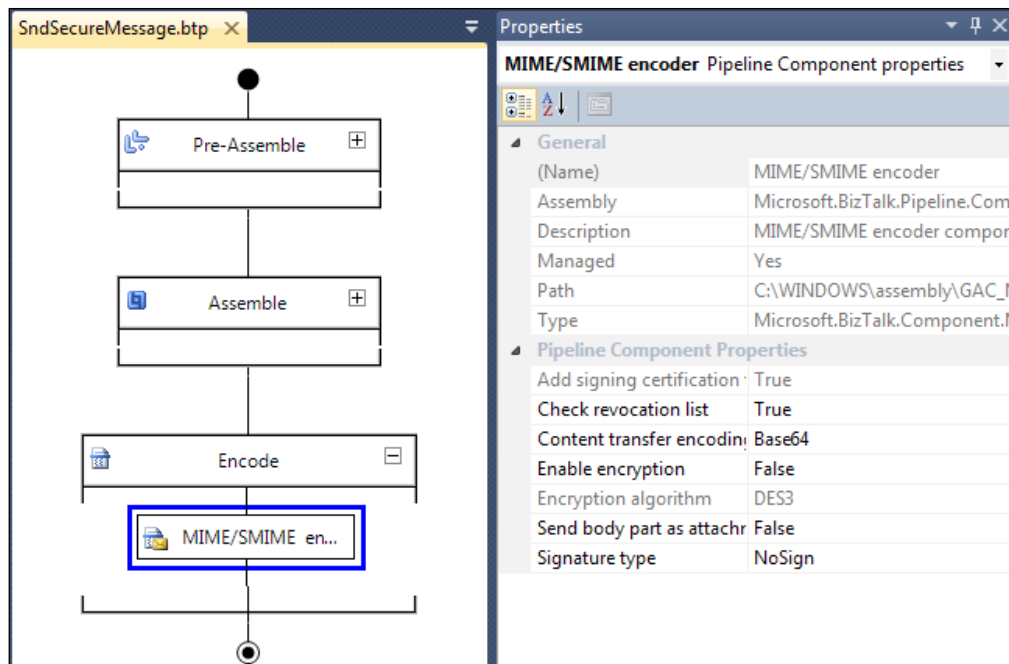 SndSecureMessage.btp
Pre-Assemble
Assemble
Encode
MIME/SMIME en...
Properties
MIME/SMIME encoder Pipeline Component properties
General
(Name) MIME/SMIME encoder
Assembly Microsoft.BizTalk.Pipeline.Com
Description MIME/SMIME encoder compor
Managed Yes
Path C:\WINDOWS\assembly\GAC_M
Type Microsoft.BizTalk.Component.M
Pipeline Component Properties
Add signing certification True
Check revocation list True
Content transfer encoding Base64
Enable encryption False
Encryption algorithm DES3
Send body part as attachr False
Signature type NoSign